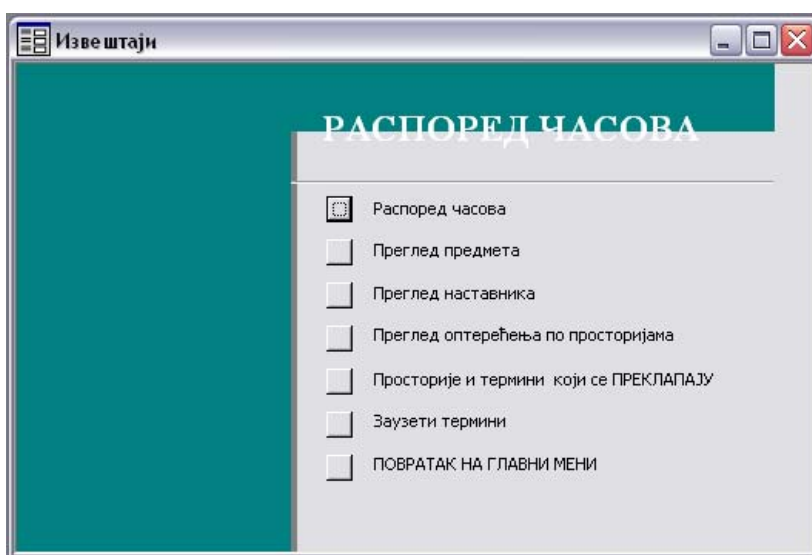 Извештаји
РАСПОРЕД ЧАСОВА
Распоред часова
Преглед предмета
Преглед наставника
Преглед оптерећења по просторијама
Просторије и термини који се ПРЕКЛАПАЈУ
Заузети термини
ПОВРАТАК НА ГЛАВНИ МЕНИ